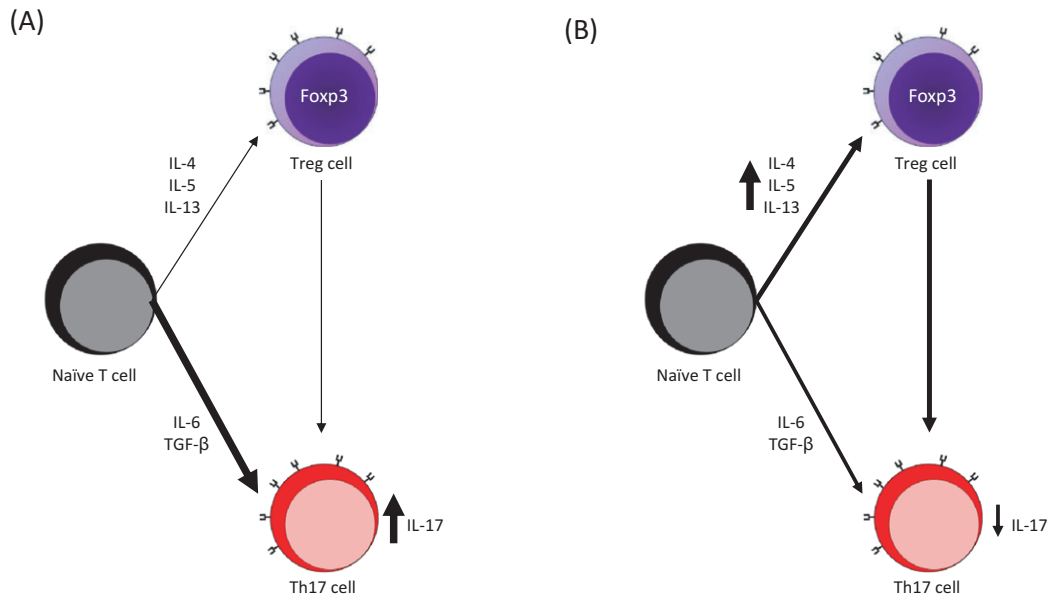 (A)
Foxp3
Treg cell
IL-4
IL-5
IL-13
Naïve T cell
IL-6
TGF-β
IL-17
Th17 cell
(B)
Foxp3
Treg cell
IL-4
IL-5
IL-13
Naïve T cell
IL-6
TGF-β
IL-17
Th17 cell